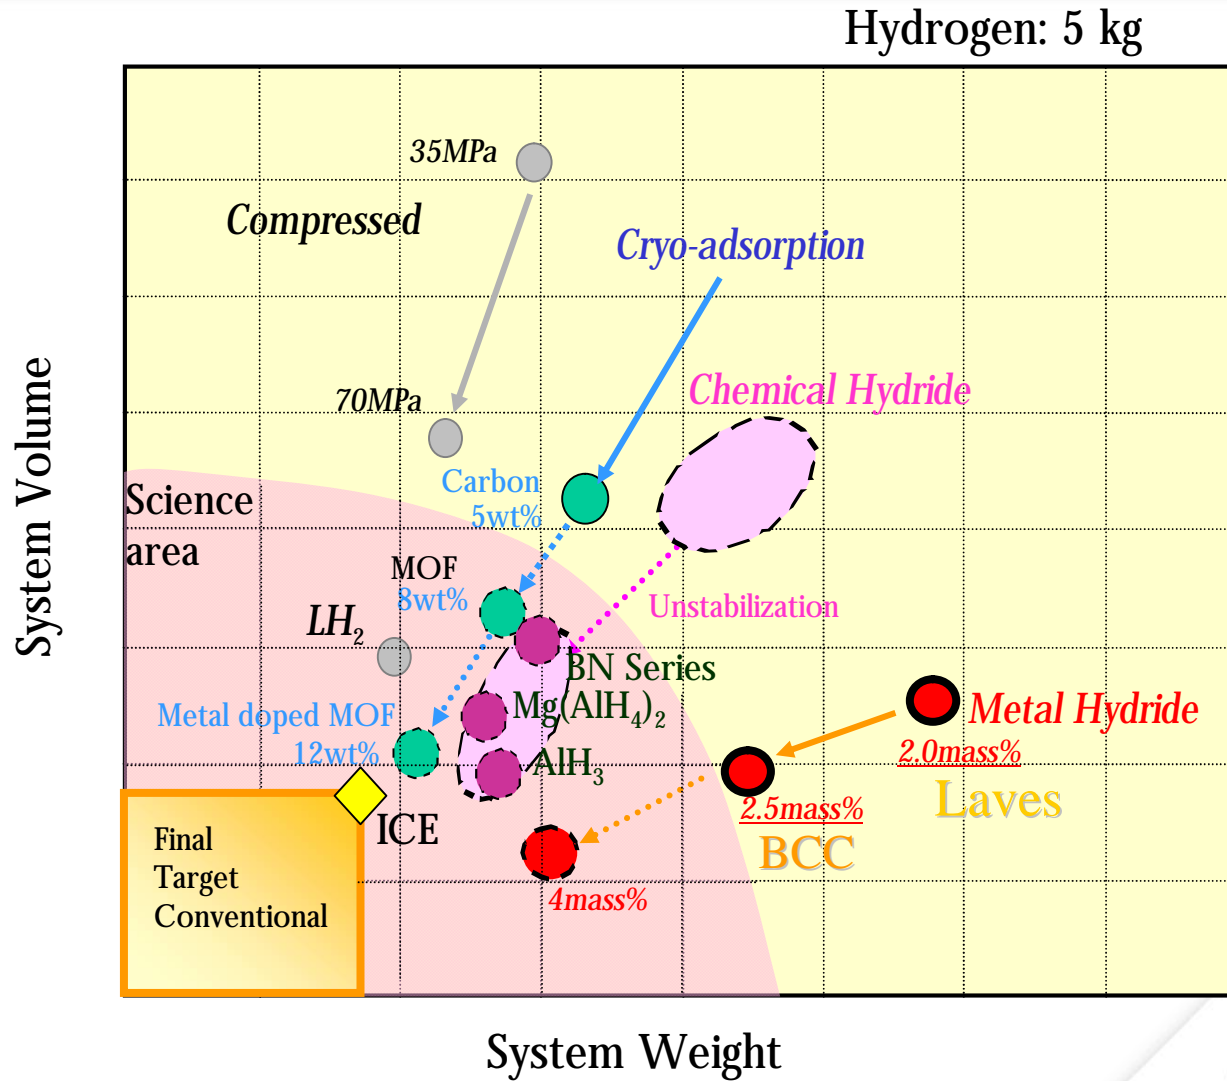 Hydrogen: 5 kg
35MPa
Compressed
Cryo-adsorption
Chemical Hydride
70MPa
Carbon
5wt%
Science
area
MOF
8wt%
Unstabilization
LH₂
BN Series
Mg(AlH₄)₂
Metal doped MOF
12wt%
AlH₃
Metal Hydride
2.0mass%
Laves
2.5mass%
BCC
ICE
Final
Target
Conventional
4mass%
System Volume
System Weight